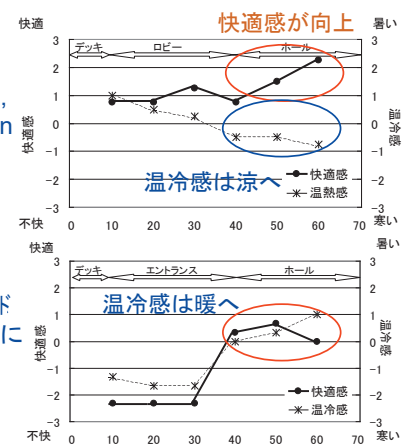 快適感が向上
快適
暑い
デッキ ロビー ホール
3 3
2 2
1 1
, 0 0
n
快適感
温冷感
-1 -1
-2 -2
-3 -3
温冷感は涼へ
快適感
温熱感
不快 0 10 20 30 40 50 60 70 寒い
快適
暑い
デッキ エントランス ホール
3 3
2 2
1 1
0 0
-1 -1
-2 -2
-3 -3
ド
に
快適感
温冷感
温冷感は暖へ
快適感
温冷感
不快 0 10 20 30 40 50 60 70 寒い